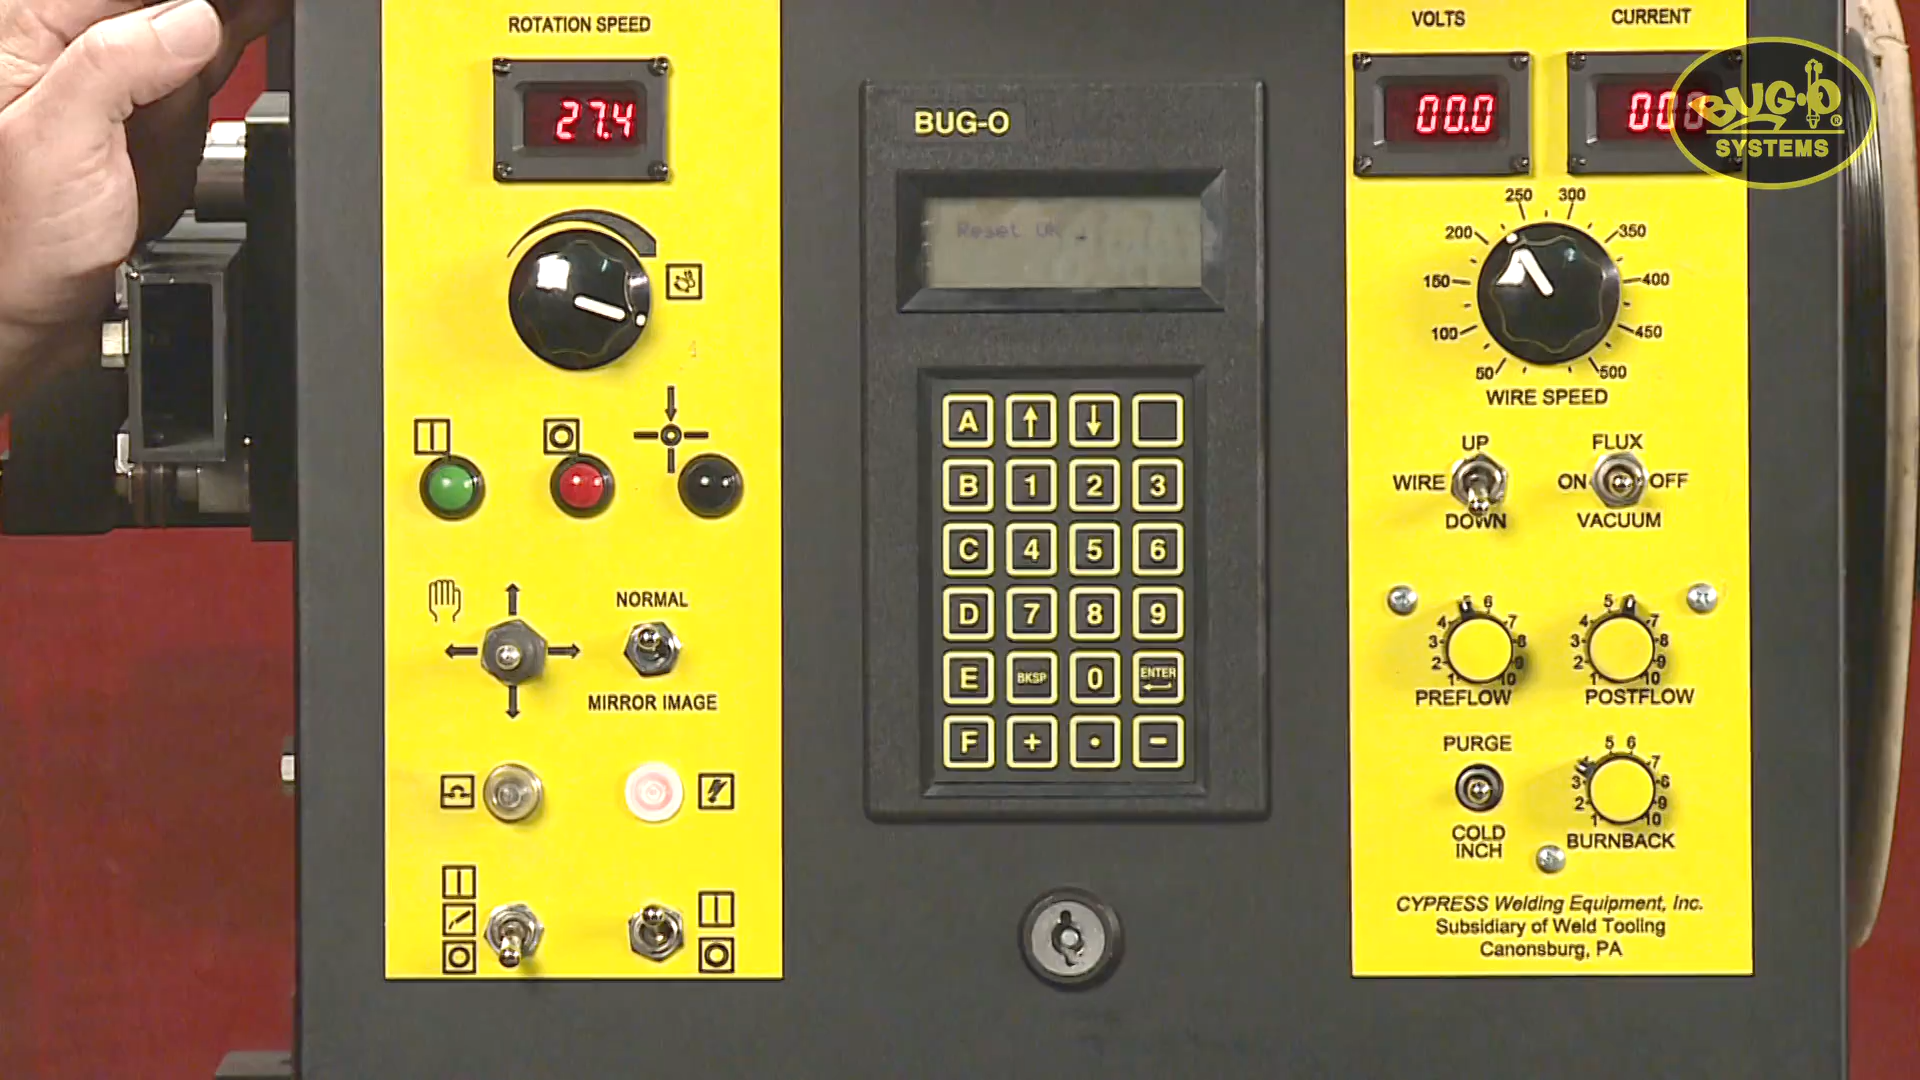 ROTATION SPEED
27.4
NORMAL
MIRROR IMAGE
BUG-O
Reset
A
B 1 2 3
C 4 5 6
D 7 8 9
E BKSP 0 ENTER
F + • -
VOLTS CURRENT
00.0 00.0
BUG-O ®
SYSTEMS
250 300
200 350
150 400
100 450
50 500
WIRE SPEED
UP FLUX
WIRE ON OFF
DOWN VACUUM
5 6 5 6
4 7 4 7
3 8 3 8
2 9 2 9
1 10 1 10
PREFLOW POSTFLOW
PURGE
5 6
7
3 8
2 9
1 10
COLD
INCH
BURNBACK
CYPRESS Welding Equipment, Inc.
Subsidiary of Weld Tooling
Canonsburg, PA